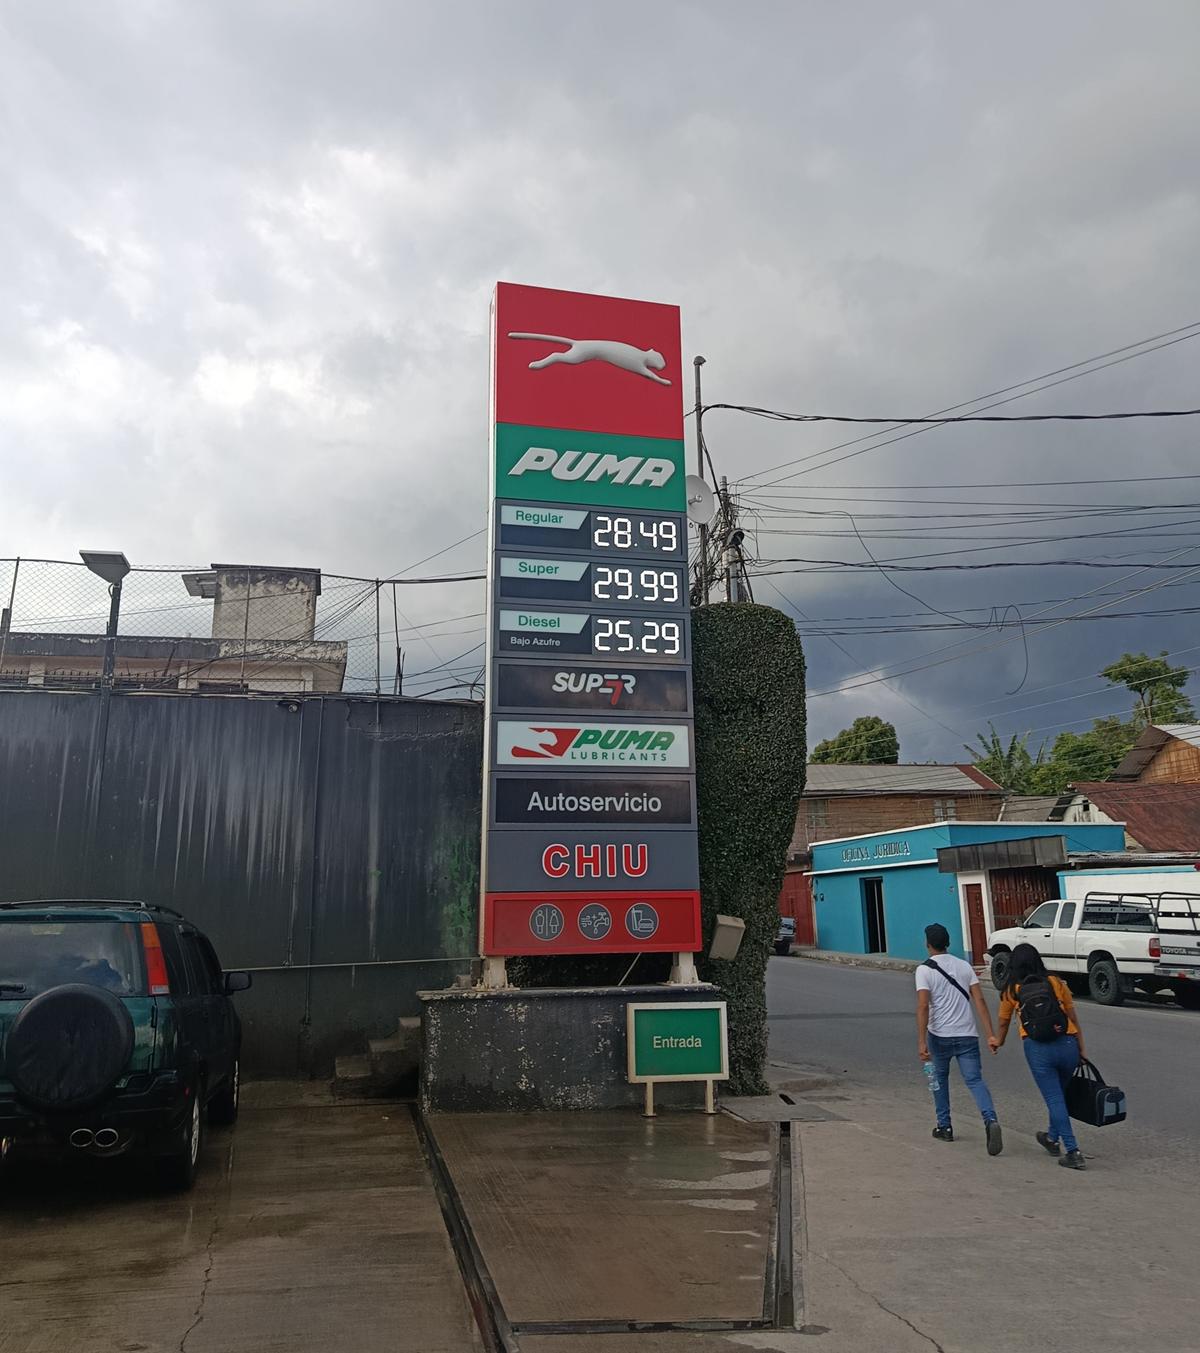 PUMA
Regular 28.49
Super 29.99
Diesel
Bajo Azufre 25.29
SUPER 7
PUMA
LUBRICANTS
Autoservicio
CHIU
Entrada
OFICINA JURIDICA
TOYOTA